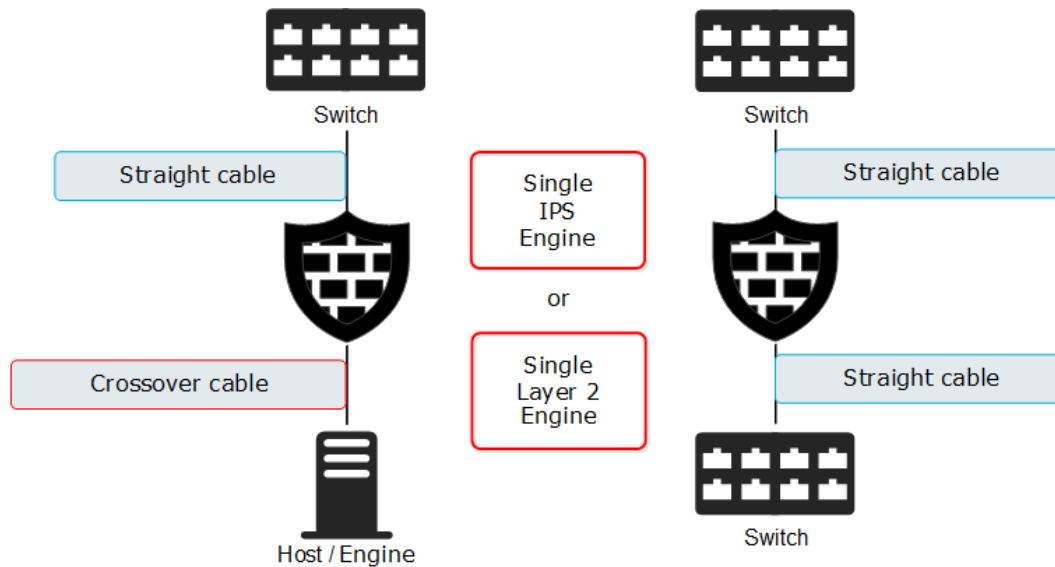 Switch
Switch
Straight cable
Straight cable
Single
IPS
Engine
or
Crossover cable
Single
Layer 2
Engine
Straight cable
Host / Engine
Switch